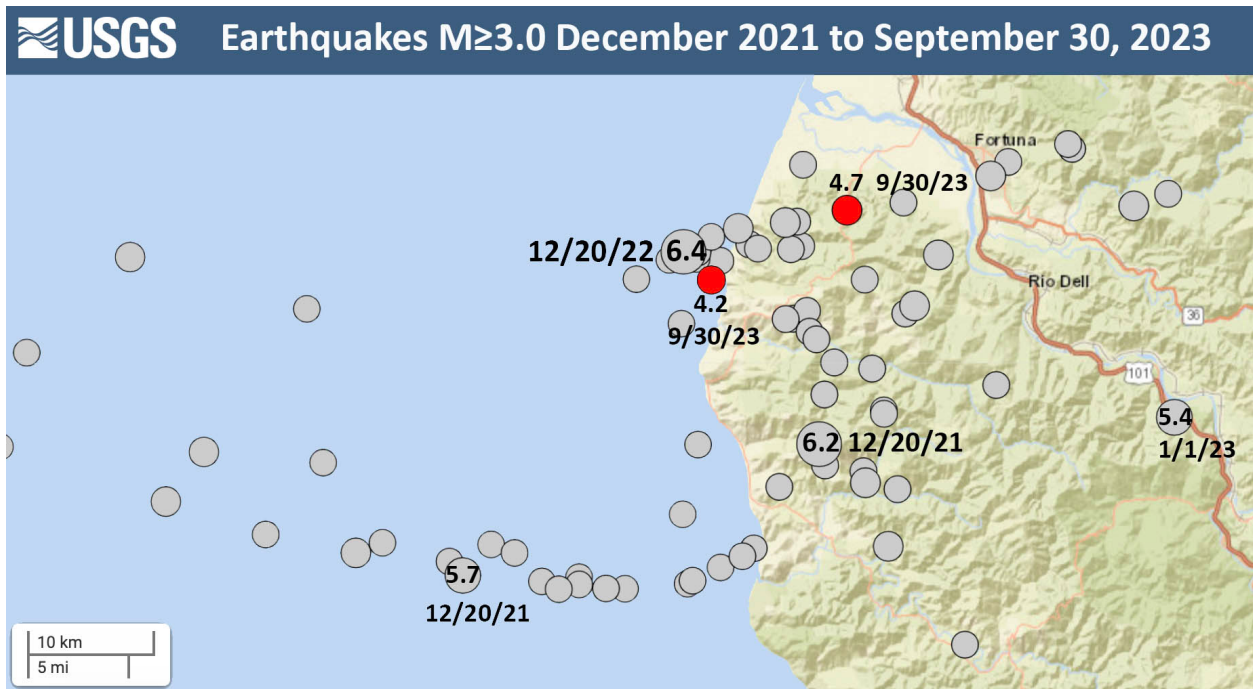 USGS Earthquakes M≥3.0 December 2021 to September 30, 2023
Fortuna
4.7 9/30/23
12/20/22 6.4
Rio Dell
4.2
9/30/23
36
101
5.4
1/1/23
6.2 12/20/21
5.7
12/20/21
10 km
5 mi